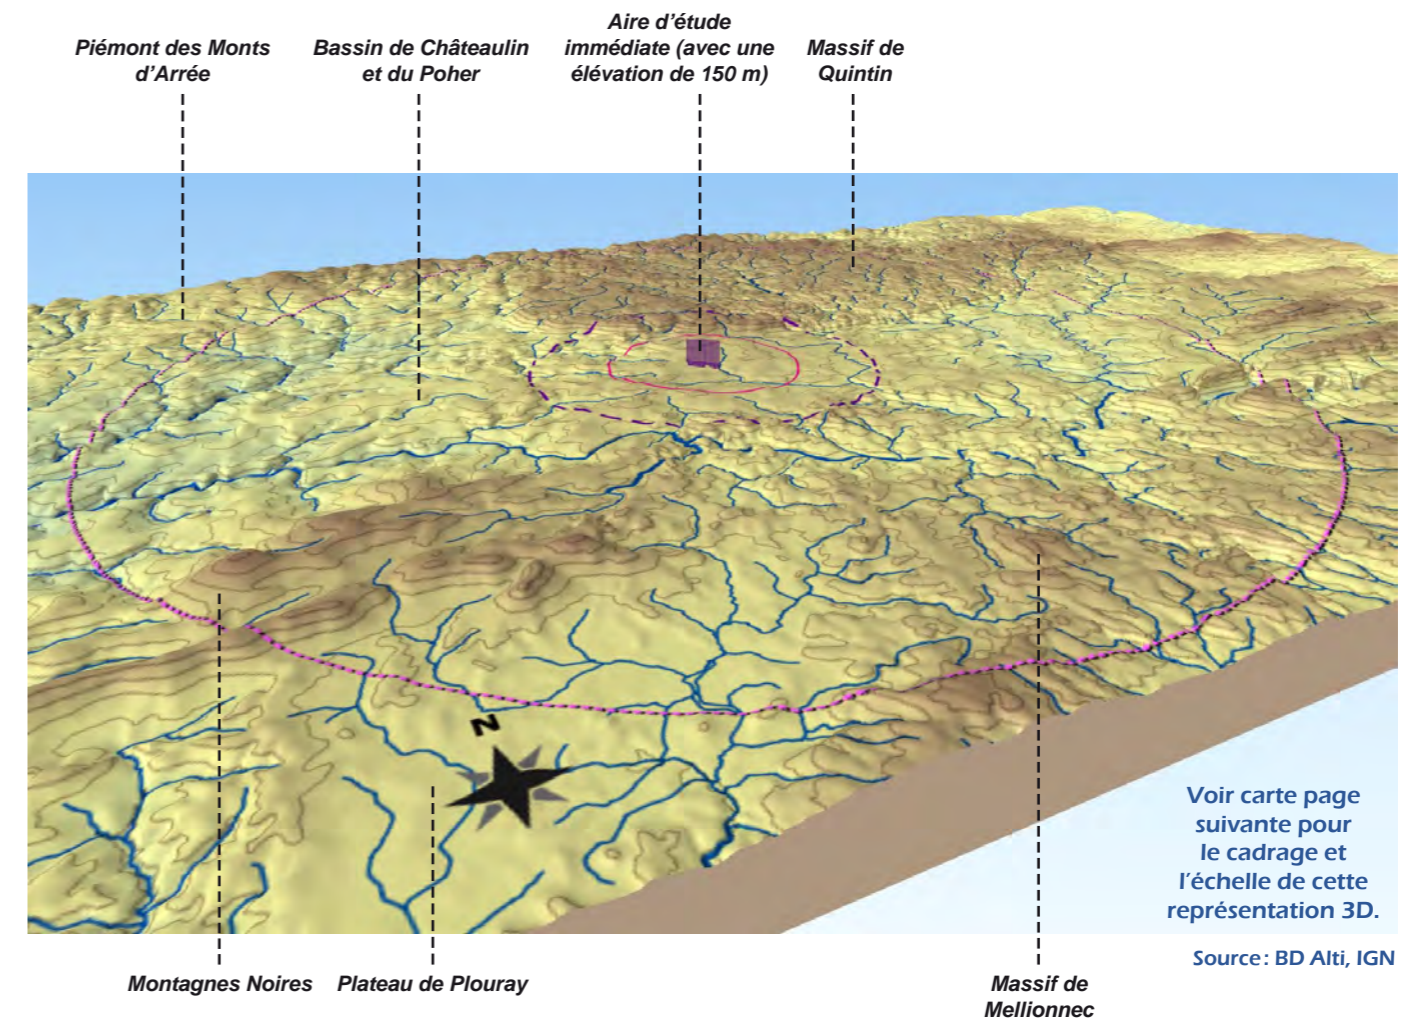 Piémont des Monts
d’Arrée
Bassin de Châteaulin
et du Poher
Aire d’étude
immédiate (avec une
élévation de 150 m)
Massif de
Quintin
N
Voir carte page
suivante pour
le cadrage et
l’échelle de cette
représentation 3D.
Source : BD Alti, IGN
Montagnes Noires
Plateau de Plouray
Massif de
Mellionnec